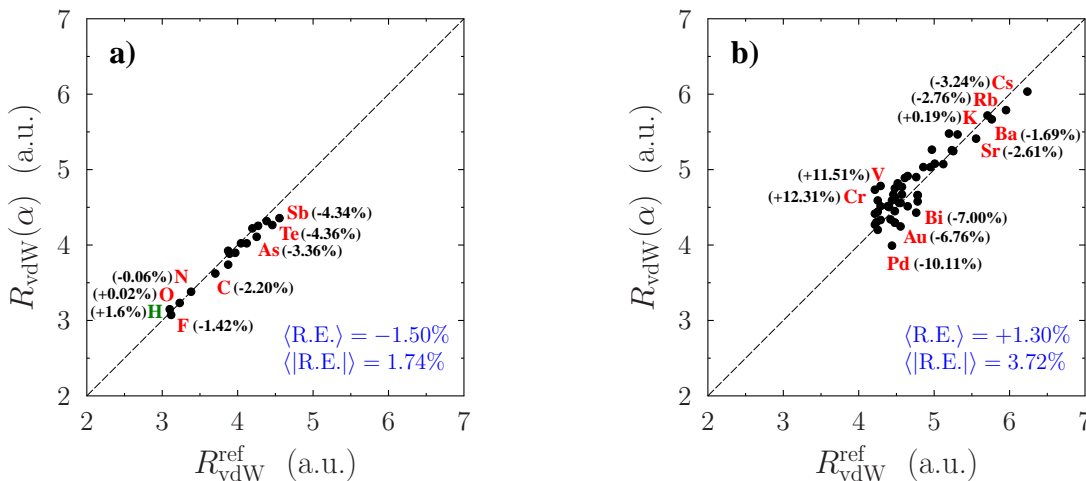 a)
R_vdW(α) (a.u.)
7
6
5
4
3
2
Sb (-4.34%)
Te (-4.36%)
As (-3.36%)
(-0.06%) N
(+0.02%) O
C (-2.20%)
(+1.6%) H
F (-1.42%)
⟨R.E.⟩ = −1.50%
⟨|R.E.|⟩ = 1.74%
2 3 4 5 6 7
R^ref_vdW (a.u.)
b)
R_vdW(α) (a.u.)
7
6
5
4
3
2
(-3.24%) Cs
(-2.76%) Rb
(+0.19%) K
Ba (-1.69%)
Sr (-2.61%)
(+11.51%) V
(+12.31%) Cr
Bi (-7.00%)
Au (-6.76%)
Pd (-10.11%)
⟨R.E.⟩ = +1.30%
⟨|R.E.|⟩ = 3.72%
2 3 4 5 6 7
R^ref_vdW (a.u.)